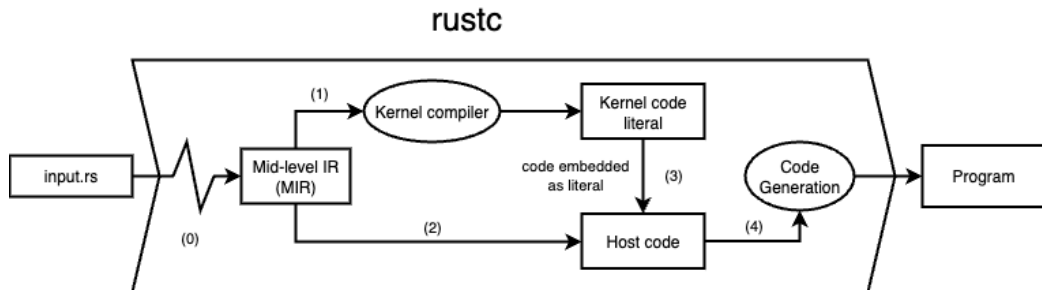 rustc
input.rs
(0)
Mid-level IR
(MIR)
(1)
Kernel compiler
Kernel code
literal
code embedded
as literal
(3)
(2)
Host code
(4)
Code
Generation
Program